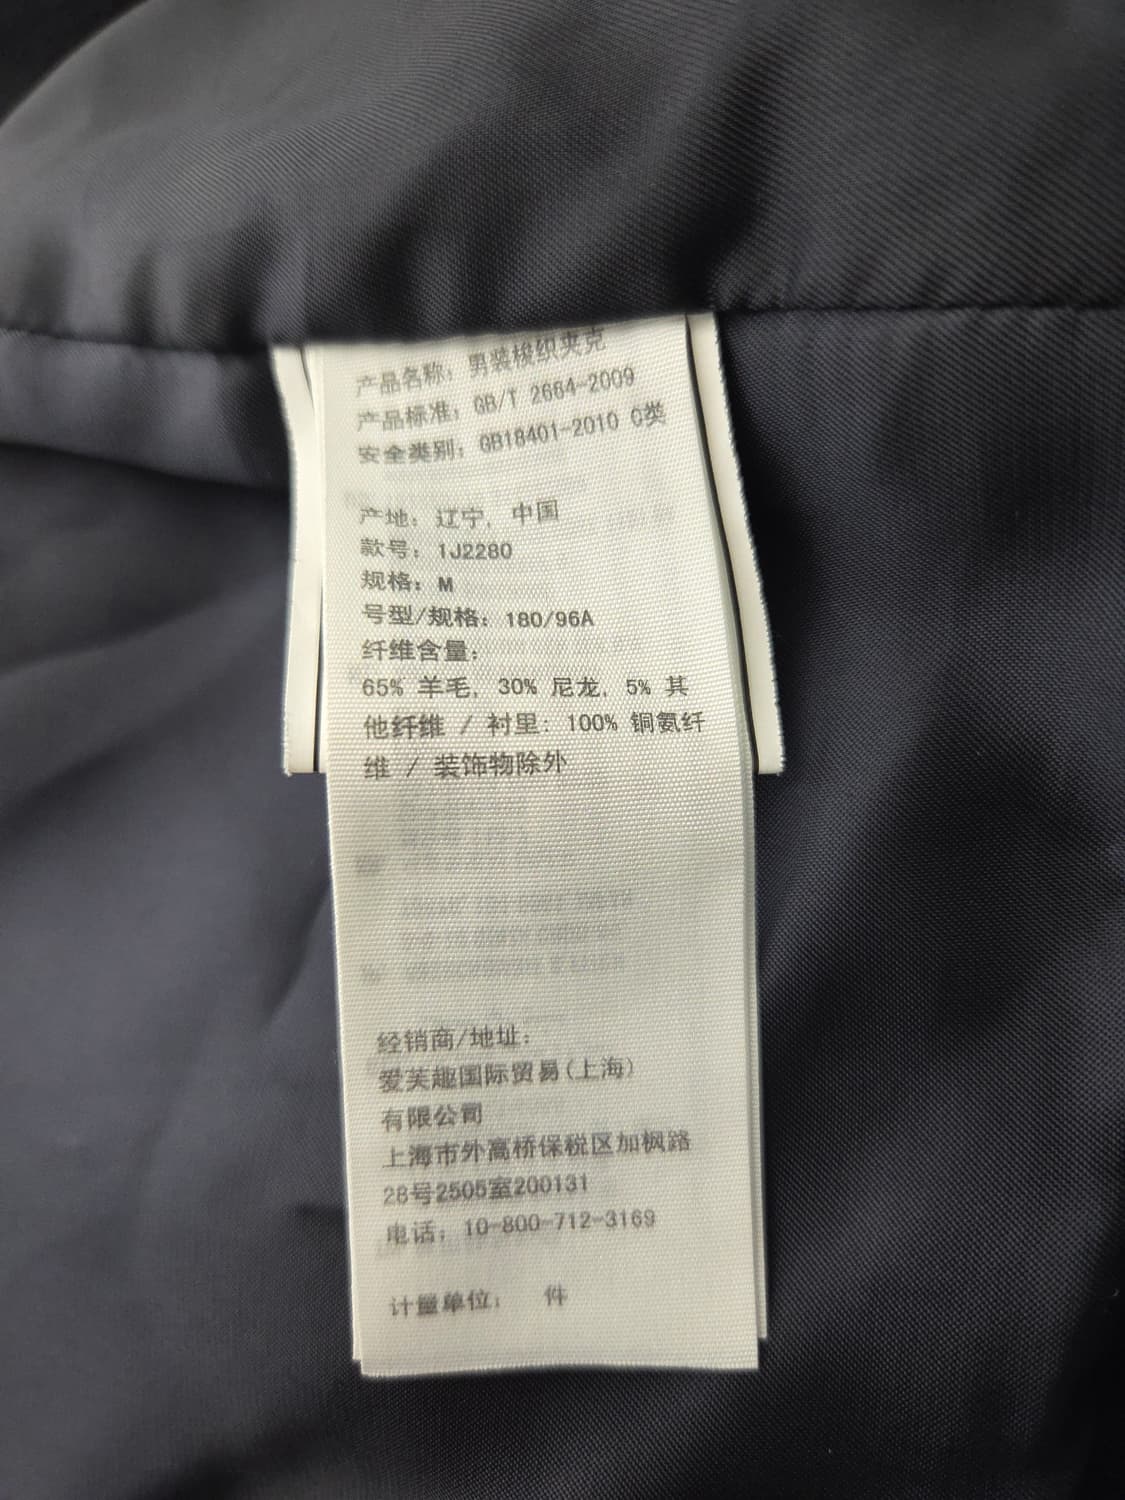 产品名称: 男装梭织夹克
产品标准: GB/T 2664-2009
安全类别: GB18401-2010 C类
产地: 辽宁, 中国
款号: 1J2280
规格: M
号型/规格: 180/96A
纤维含量:
65% 羊毛, 30% 尼龙, 5% 其
他纤维 / 衬里: 100% 铜氨纤
维 / 装饰物除外
经销商/地址:
爱芙趣国际贸易(上海)
有限公司
上海市外高桥保税区加枫路
28号2505室200131
电话: 10-800-712-3169
计量单位: 件